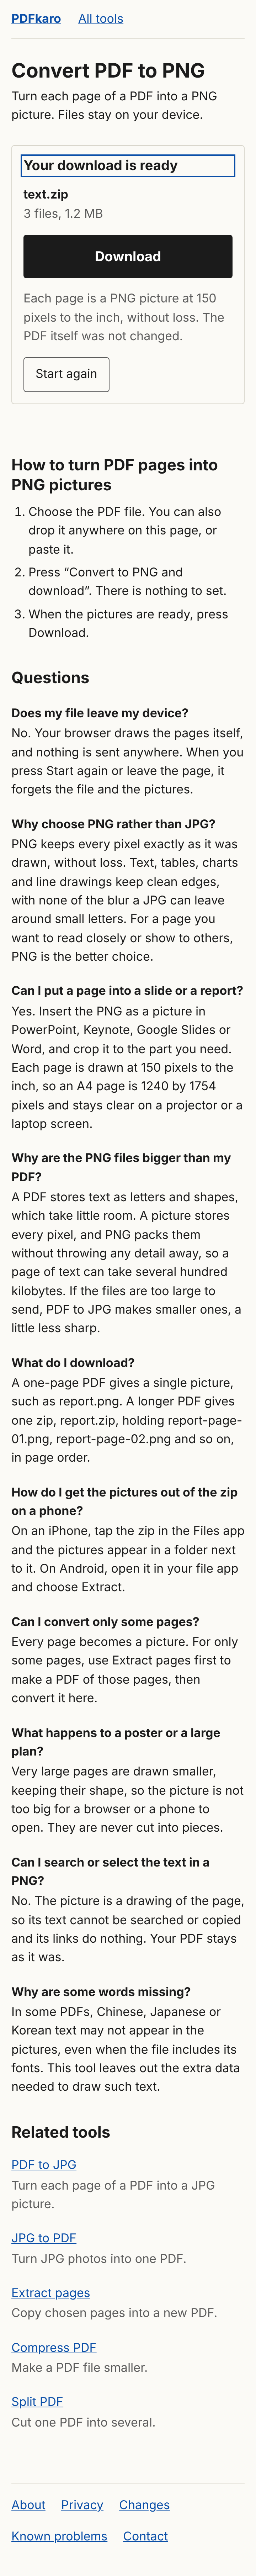 PDFkaro All tools
Convert PDF to PNG
Turn each page of a PDF into a PNG
picture. Files stay on your device.
Your download is ready
text.zip
3 files, 1.2 MB
Download
Each page is a PNG picture at 150
pixels to the inch, without loss. The
PDF itself was not changed.
Start again
How to turn PDF pages into
PNG pictures
1. Choose the PDF file. You can also
drop it anywhere on this page, or
paste it.
2. Press “Convert to PNG and
download”. There is nothing to set.
3. When the pictures are ready, press
Download.
Questions
Does my file leave my device?
No. Your browser draws the pages itself,
and nothing is sent anywhere. When you
press Start again or leave the page, it
forgets the file and the pictures.
Why choose PNG rather than JPG?
PNG keeps every pixel exactly as it was
drawn, without loss. Text, tables, charts
and line drawings keep clean edges,
with none of the blur a JPG can leave
around small letters. For a page you
want to read closely or show to others,
PNG is the better choice.
Can I put a page into a slide or a report?
Yes. Insert the PNG as a picture in
PowerPoint, Keynote, Google Slides or
Word, and crop it to the part you need.
Each page is drawn at 150 pixels to the
inch, so an A4 page is 1240 by 1754
pixels and stays clear on a projector or a
laptop screen.
Why are the PNG files bigger than my
PDF?
A PDF stores text as letters and shapes,
which take little room. A picture stores
every pixel, and PNG packs them
without throwing any detail away, so a
page of text can take several hundred
kilobytes. If the files are too large to
send, PDF to JPG makes smaller ones, a
little less sharp.
What do I download?
A one-page PDF gives a single picture,
such as report.png. A longer PDF gives
one zip, report.zip, holding report-page-
01.png, report-page-02.png and so on,
in page order.
How do I get the pictures out of the zip
on a phone?
On an iPhone, tap the zip in the Files app
and the pictures appear in a folder next
to it. On Android, open it in your file app
and choose Extract.
Can I convert only some pages?
Every page becomes a picture. For only
some pages, use Extract pages first to
make a PDF of those pages, then
convert it here.
What happens to a poster or a large
plan?
Very large pages are drawn smaller,
keeping their shape, so the picture is not
too big for a browser or a phone to
open. They are never cut into pieces.
Can I search or select the text in a
PNG?
No. The picture is a drawing of the page,
so its text cannot be searched or copied
and its links do nothing. Your PDF stays
as it was.
Why are some words missing?
In some PDFs, Chinese, Japanese or
Korean text may not appear in the
pictures, even when the file includes its
fonts. This tool leaves out the extra data
needed to draw such text.
Related tools
PDF to JPG
Turn each page of a PDF into a JPG
picture.
JPG to PDF
Turn JPG photos into one PDF.
Extract pages
Copy chosen pages into a new PDF.
Compress PDF
Make a PDF file smaller.
Split PDF
Cut one PDF into several.
About Privacy Changes
Known problems Contact